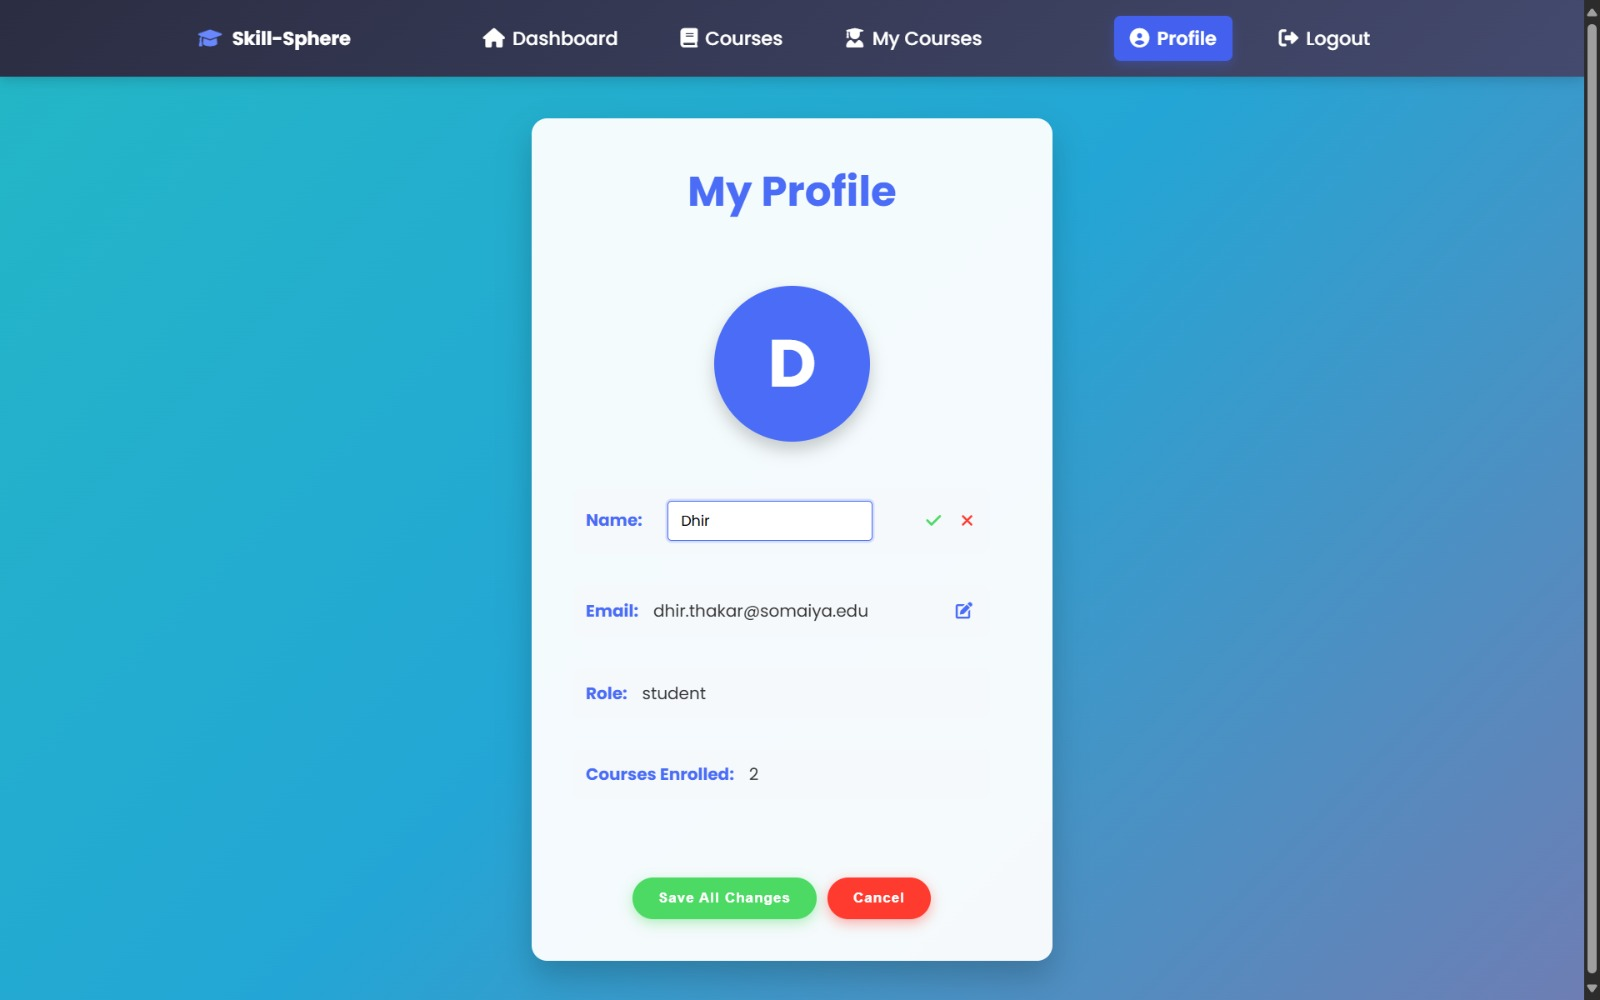 Skill-Sphere Dashboard Courses My Courses Profile Logout
My Profile
D
Name: Dhir
Email: dhir.thakar@somaiya.edu
Role: student
Courses Enrolled: 2
Save All Changes Cancel